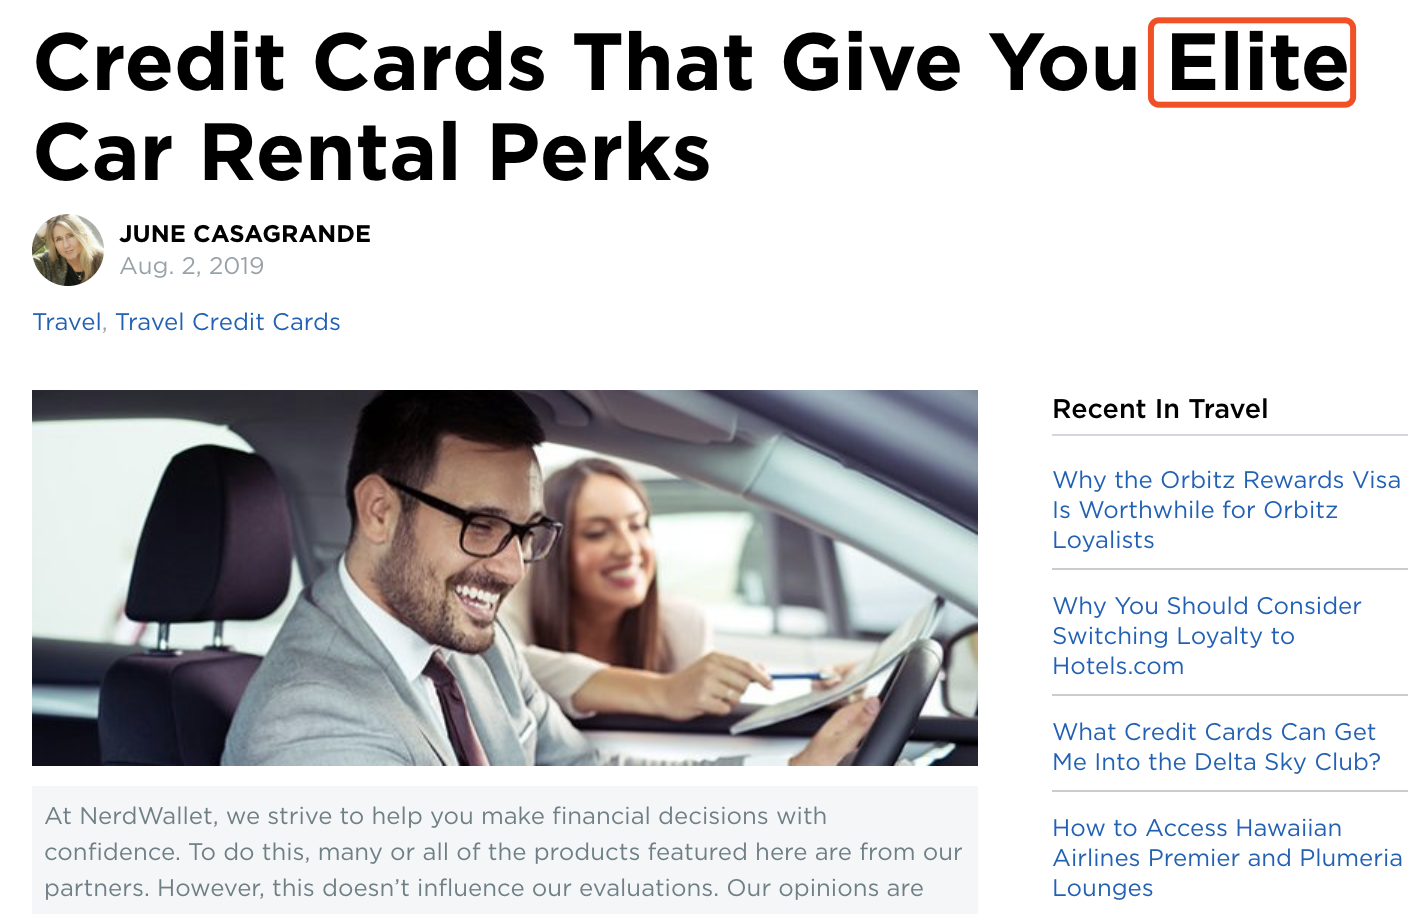 Credit Cards That Give You Elite
Car Rental Perks
JUNE CASAGRANDE
Aug. 2, 2019
Travel, Travel Credit Cards
At NerdWallet, we strive to help you make financial decisions with
confidence. To do this, many or all of the products featured here are from our
partners. However, this doesn’t influence our evaluations. Our opinions are
Recent In Travel
Why the Orbitz Rewards Visa
Is Worthwhile for Orbitz
Loyalists
Why You Should Consider
Switching Loyalty to
Hotels.com
What Credit Cards Can Get
Me Into the Delta Sky Club?
How to Access Hawaiian
Airlines Premier and Plumeria
Lounges